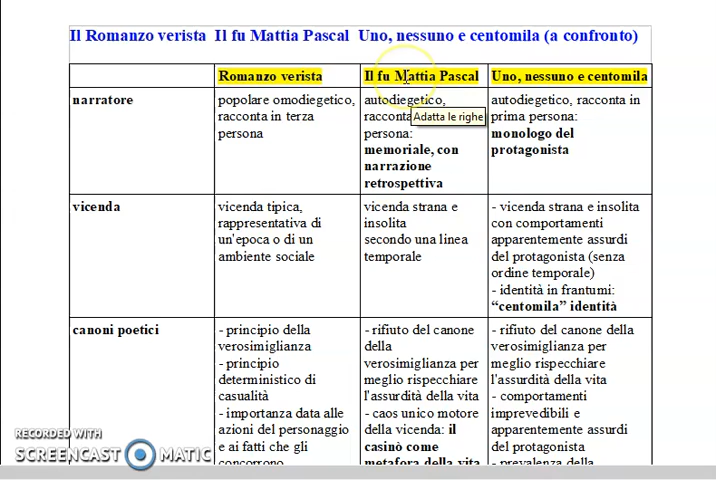 Il Romanzo verista Il fu Mattia Pascal Uno, nessuno e centomila (a confronto)
Romanzo verista
Il fu Mattia Pascal
Uno, nessuno e centomila
narratore
popolare omodiegetico,
racconta in terza
persona
autodiegetico,
racconta
persona:
memoriale, con
narrazione
retrospettiva
Adatta le righe
autodiegetico, racconta in
prima persona:
monologo del
protagonista
vicenda
vicenda tipica,
rappresentativa di
un'epoca o di un
ambiente sociale
vicenda strana e
insolita
secondo una linea
temporale
- vicenda strana e insolita
con comportamenti
apparentemente assurdi
del protagonista (senza
ordine temporale)
- identità in frantumi:
“centomila” identità
canoni poetici
- principio della
verosimiglianza
- principio
deterministico di
casualità
- importanza data alle
azioni del personaggio
e ai fatti che gli
concorrono
- rifiuto del canone
della
verosimiglianza per
meglio rispecchiare
l'assurdità della vita
- caos unico motore
della vicenda: il
casinò come
metafora della vita
- rifiuto del canone della
verosimiglianza per
meglio rispecchiare
l'assurdità della vita
- comportamenti
imprevedibili e
apparentemente assurdi
del protagonista
- prevalenza della
RECORDED WITH
SCREENCAST MATIC